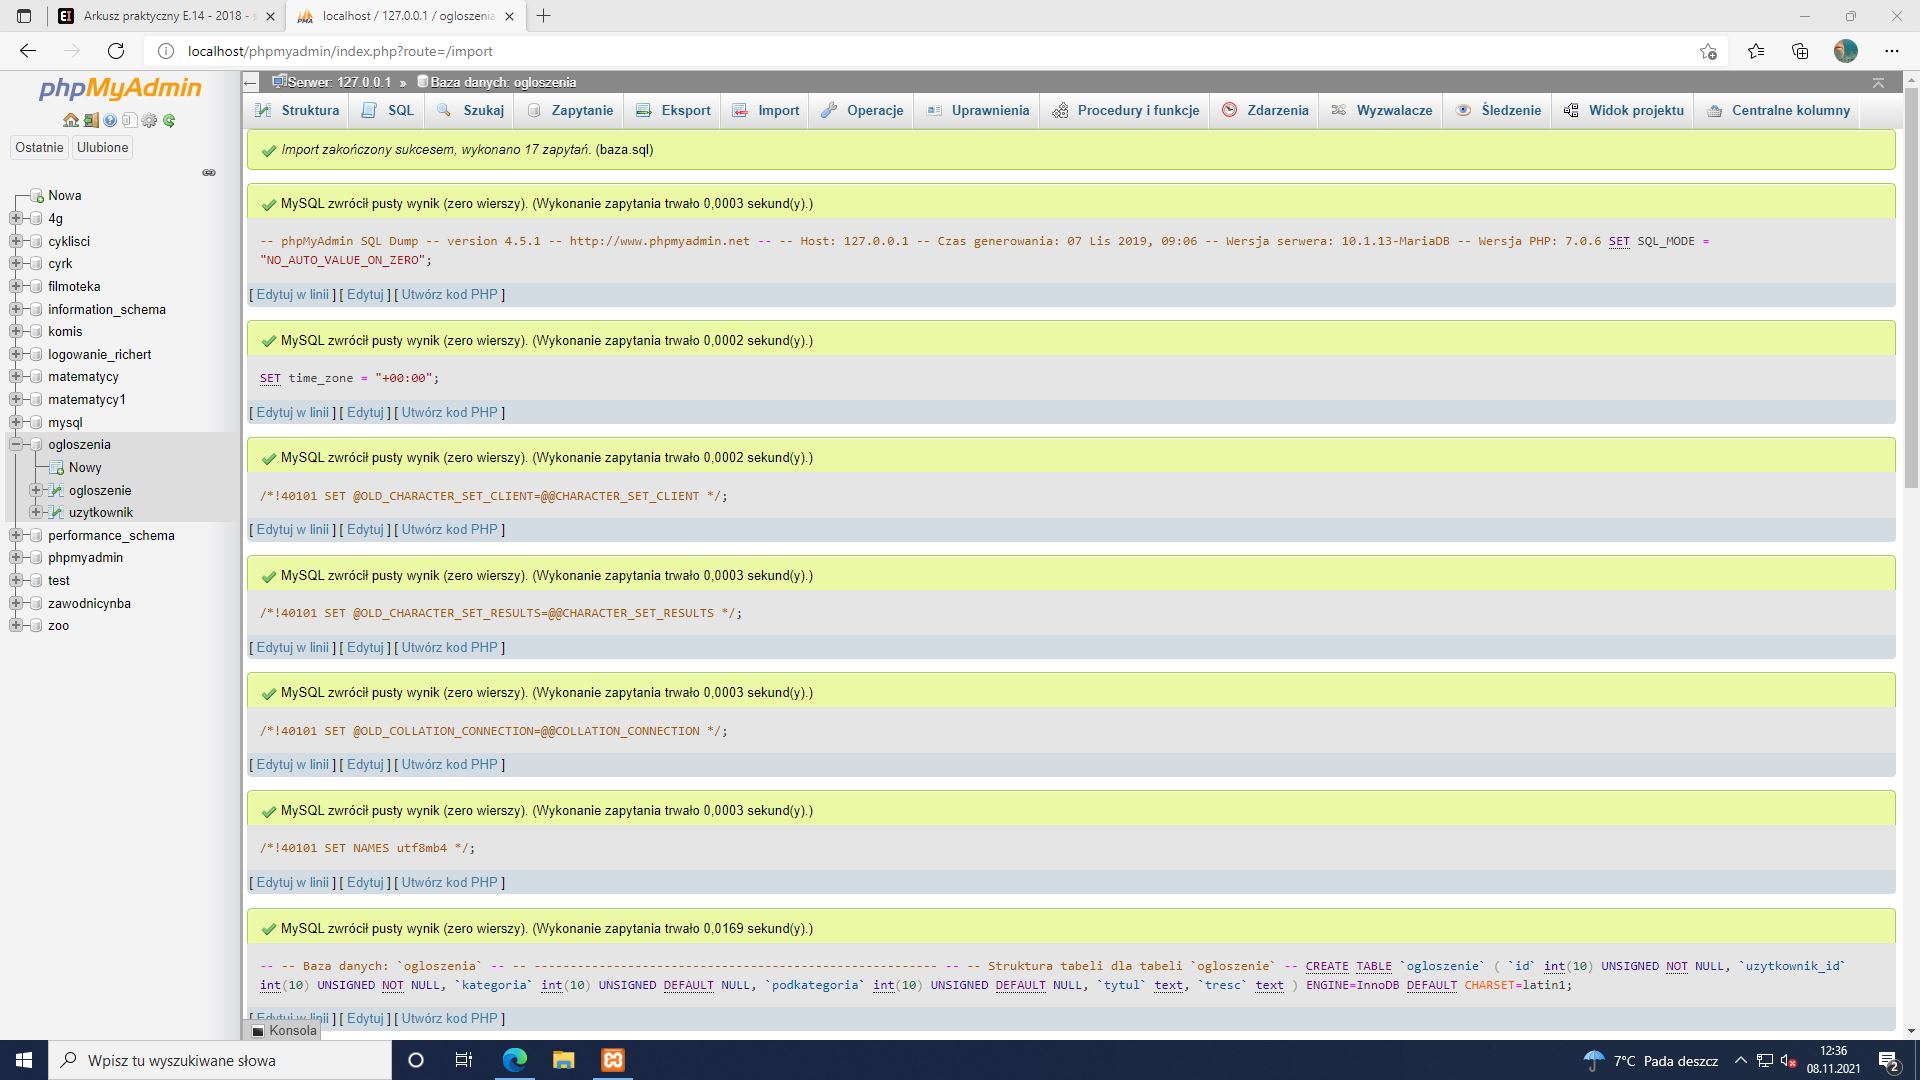 Arkusz praktyczny E.14 - 2018 -
localhost / 127.0.0.1 / ogloszenia
localhost/phpmyadmin/index.php?route=/import
phpMyAdmin
Ostatnie
Ulubione
Nowa
4g
cyklisci
cyrk
filmoteka
information_schema
komis
logowanie_richert
matematycy
matematycy1
mysql
ogloszenia
Nowy
ogloszenie
uzytkownik
performance_schema
phpmyadmin
test
zawodnicynba
zoo
Serwer: 127.0.0.1 » Baza danych: ogloszenia
Struktura SQL Szukaj Zapytanie Eksport Import Operacje Uprawnienia Procedury i funkcje Zdarzenia Wyzwalacze Śledzenie Widok projektu Centralne kolumny
Import zakończony sukcesem, wykonano 17 zapytań. (baza.sql)
MySQL zwrócił pusty wynik (zero wierszy). (Wykonanie zapytania trwało 0,0003 sekund(y).)
-- phpMyAdmin SQL Dump -- version 4.5.1 -- http://www.phpmyadmin.net -- -- Host: 127.0.0.1 -- Czas generowania: 07 Lis 2019, 09:06 -- Wersja serwera: 10.1.13-MariaDB -- Wersja PHP: 7.0.6 SET SQL_MODE =
"NO_AUTO_VALUE_ON_ZERO";
[ Edytuj w linii ] [ Edytuj ] [ Utwórz kod PHP ]
MySQL zwrócił pusty wynik (zero wierszy). (Wykonanie zapytania trwało 0,0002 sekund(y).)
SET time_zone = "+00:00";
[ Edytuj w linii ] [ Edytuj ] [ Utwórz kod PHP ]
MySQL zwrócił pusty wynik (zero wierszy). (Wykonanie zapytania trwało 0,0002 sekund(y).)
/*!40101 SET @OLD_CHARACTER_SET_CLIENT=@@CHARACTER_SET_CLIENT */;
[ Edytuj w linii ] [ Edytuj ] [ Utwórz kod PHP ]
MySQL zwrócił pusty wynik (zero wierszy). (Wykonanie zapytania trwało 0,0003 sekund(y).)
/*!40101 SET @OLD_CHARACTER_SET_RESULTS=@@CHARACTER_SET_RESULTS */;
[ Edytuj w linii ] [ Edytuj ] [ Utwórz kod PHP ]
MySQL zwrócił pusty wynik (zero wierszy). (Wykonanie zapytania trwało 0,0003 sekund(y).)
/*!40101 SET @OLD_COLLATION_CONNECTION=@@COLLATION_CONNECTION */;
[ Edytuj w linii ] [ Edytuj ] [ Utwórz kod PHP ]
MySQL zwrócił pusty wynik (zero wierszy). (Wykonanie zapytania trwało 0,0003 sekund(y).)
/*!40101 SET NAMES utf8mb4 */;
[ Edytuj w linii ] [ Edytuj ] [ Utwórz kod PHP ]
MySQL zwrócił pusty wynik (zero wierszy). (Wykonanie zapytania trwało 0,0169 sekund(y).)
-- -- Baza danych: `ogloszenia` -- -- -------------------------------------------------------- -- -- Struktura tabeli dla tabeli `ogloszenie` -- CREATE TABLE `ogloszenie` ( `id` int(10) UNSIGNED NOT NULL, `uzytkownik_id`
int(10) UNSIGNED NOT NULL, `kategoria` int(10) UNSIGNED DEFAULT NULL, `podkategoria` int(10) UNSIGNED DEFAULT NULL, `tytul` text, `tresc` text ) ENGINE=InnoDB DEFAULT CHARSET=latin1;
[ Edytuj w linii ] [ Edytuj ] [ Utwórz kod PHP ]
Konsola
Wpisz tu wyszukiwane słowa
7°C Pada deszcz
12:36
08.11.2021
2